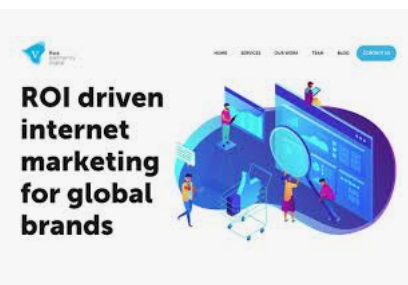 HOME SERVICES OUR WORK TEAM BLOG CONTACT US
ROI driven
internet
marketing
for global
brands